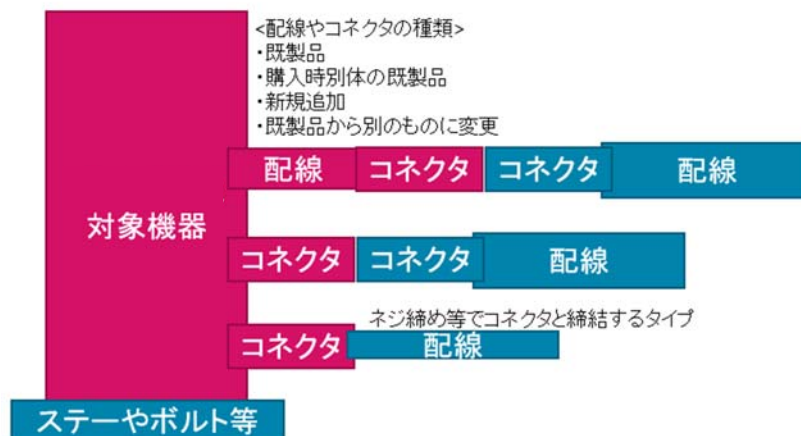 <配線やコネクタの種類>
・既製品
・購入時別体の既製品
・新規追加
・既製品から別のものに変更
配線 コネクタ コネクタ 配線
対象機器
コネクタ コネクタ 配線
ネジ締め等でコネクタと締結するタイプ
コネクタ 配線
ステーやボルト等